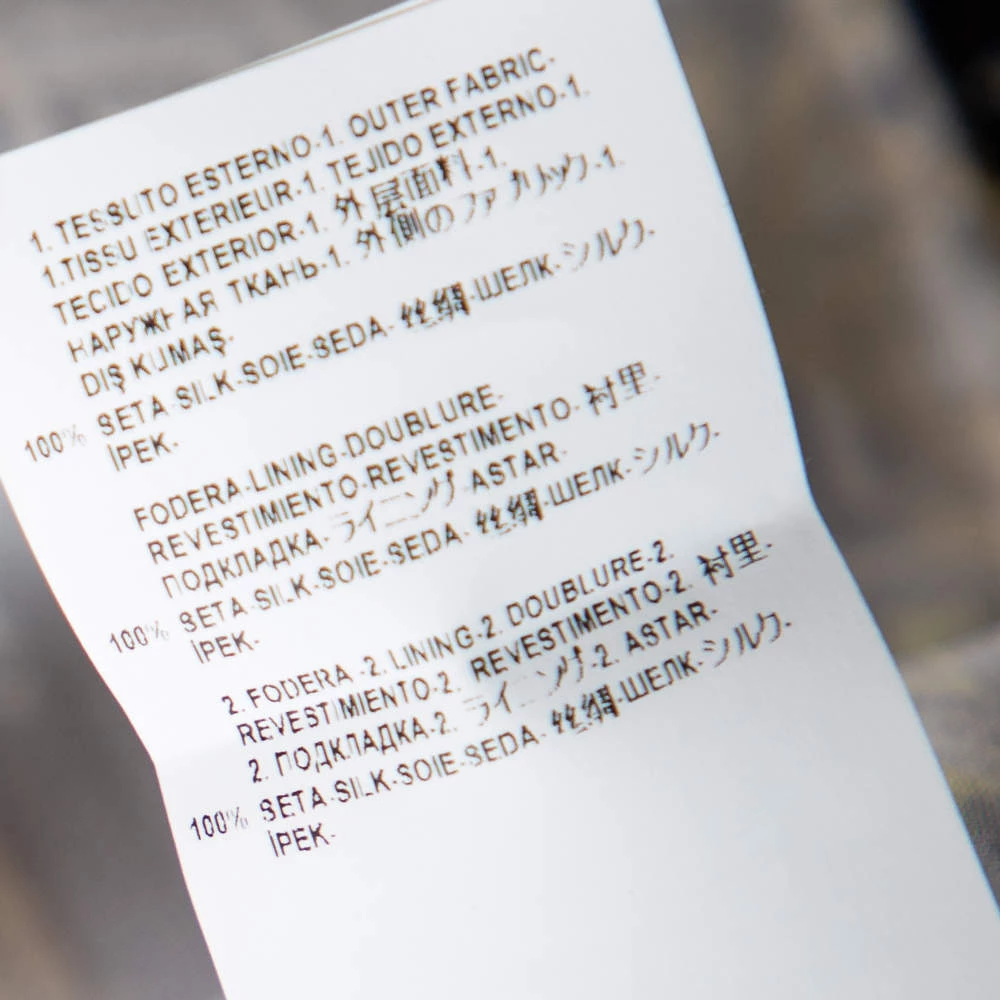 1. TESSUTO ESTERNO-1. OUTER FABRIC-
1.TISSU EXTERIEUR-1. TEJIDO EXTERNO-1.
TECIDO EXTERIOR-1. 外层面料-1.
НАРУЖНАЯ ТКАНЬ-1. 外側のファブリック-1.
DIŞ KUMAŞ-
100% SETA-SILK-SOIE-SEDA- 丝绸-ШЕЛК-シルク-
İPEK-
FODERA-LINING-DOUBLURE-
REVESTIMIENTO-REVESTIMENTO- 衬里-
ПОДКЛАДКА- ライニング-ASTAR-
100% SETA-SILK-SOIE-SEDA- 丝绸-ШЕЛК-シルク-
İPEK-
2. FODERA -2. LINING-2. DOUBLURE-2.
REVESTIMIENTO-2. REVESTIMENTO-2. 衬里-
2. ПОДКЛАДКА-2. ライニング-2. ASTAR-
100% SETA-SILK-SOIE-SEDA- 丝绸-ШЕЛК-シルク-
İPEK-